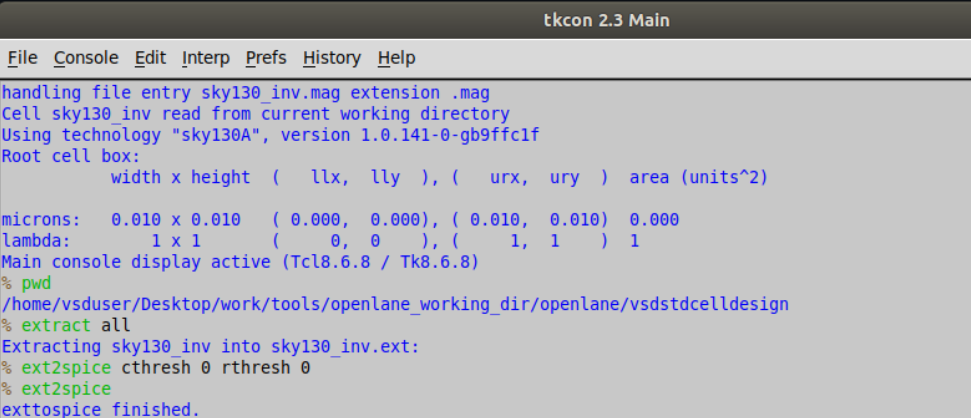 tkcon 2.3 Main
File Console Edit Interp Prefs History Help
handling file entry sky130_inv.mag extension .mag
Cell sky130_inv read from current working directory
Using technology "sky130A", version 1.0.141-0-gb9ffc1f
Root cell box:
           width x height  (   llx,  lly  ), (   urx,  ury  )  area (units^2)
microns:   0.010 x 0.010   ( 0.000,  0.000), ( 0.010,  0.010)  0.000
lambda:        1 x 1       (     0,  0    ), (     1,  1    )  1
Main console display active (Tcl8.6.8 / Tk8.6.8)
% pwd
/home/vsduser/Desktop/work/tools/openlane_working_dir/openlane/vsdstdcelldesign
% extract all
Extracting sky130_inv into sky130_inv.ext:
% ext2spice cthresh 0 rthresh 0
% ext2spice
exttospice finished.